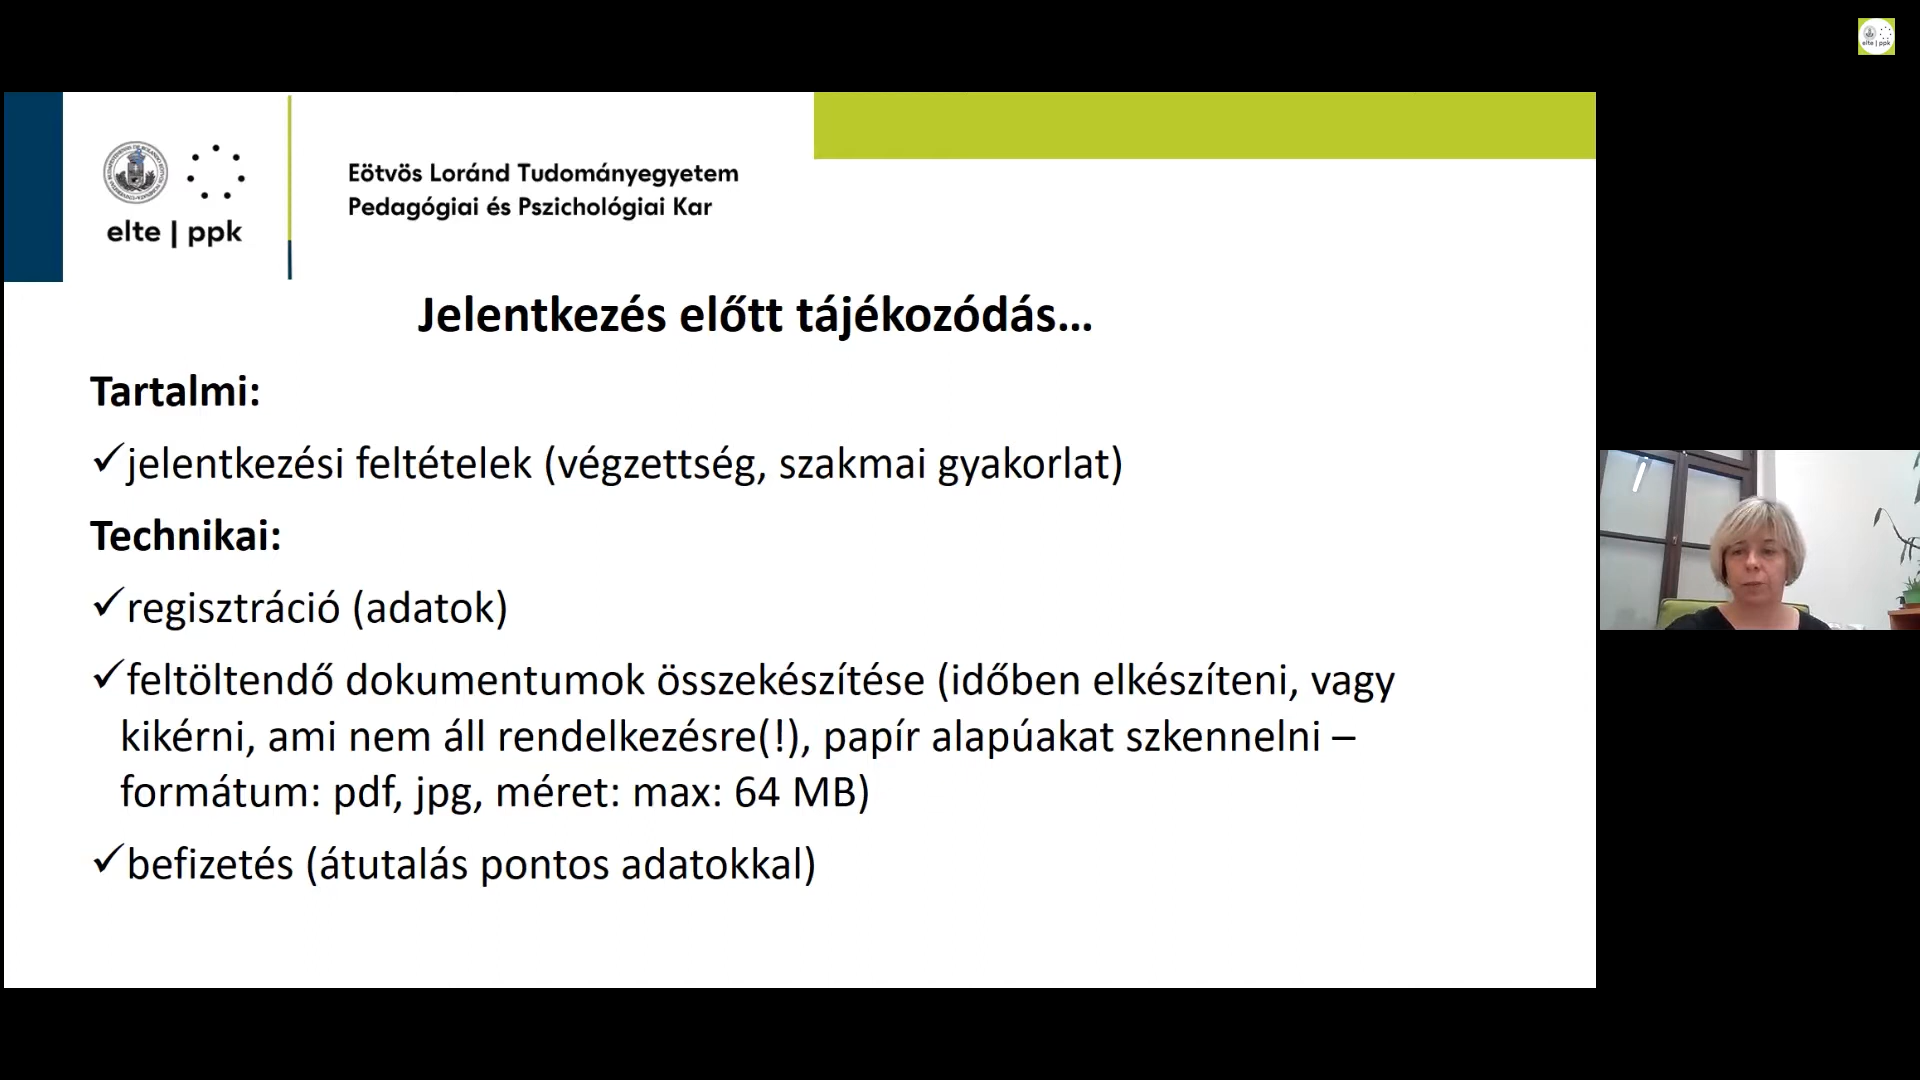 elte | ppk
Eötvös Loránd Tudományegyetem
Pedagógiai és Pszichológiai Kar
elte | ppk
Jelentkezés előtt tájékozódás...
Tartalmi:
✓jelentkezési feltételek (végzettség, szakmai gyakorlat)
Technikai:
✓regisztráció (adatok)
✓feltöltendő dokumentumok összekészítése (időben elkészíteni, vagy
kikérni, ami nem áll rendelkezésre(!), papír alapúakat szkennelni –
formátum: pdf, jpg, méret: max: 64 MB)
✓befizetés (átutalás pontos adatokkal)